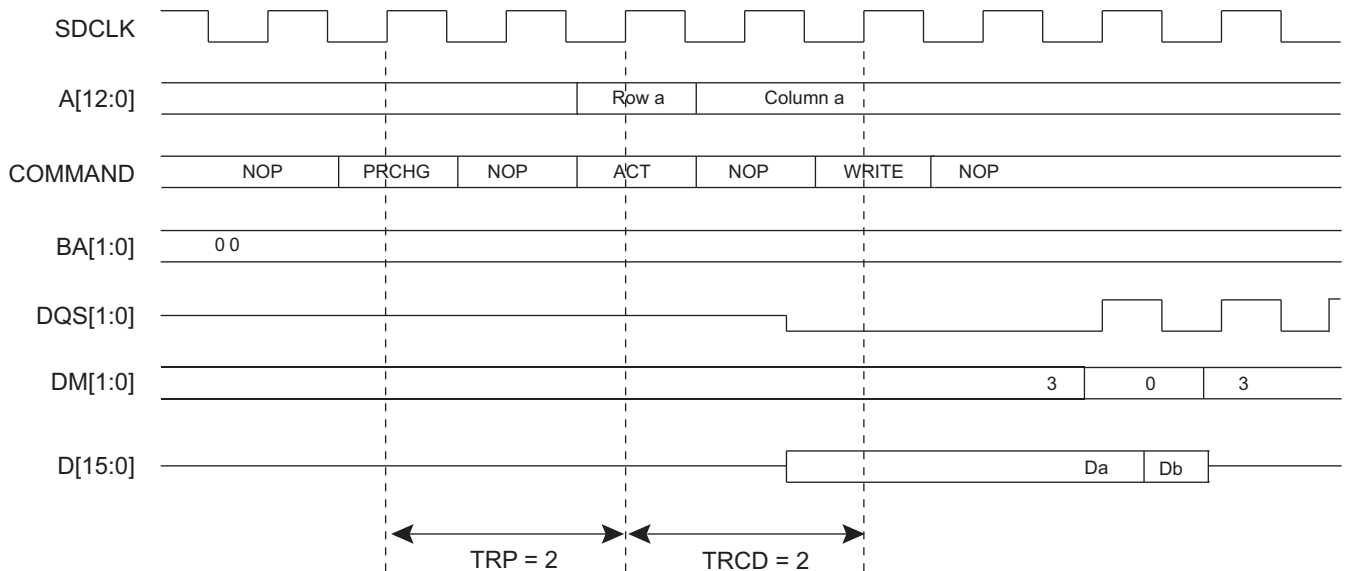 SDCLK
A[12:0] Row a Column a
COMMAND NOP PRCHG NOP ACT NOP WRITE NOP
BA[1:0] 0 0
DQS[1:0]
DM[1:0] 3 0 3
D[15:0] Da Db
TRP = 2 TRCD = 2